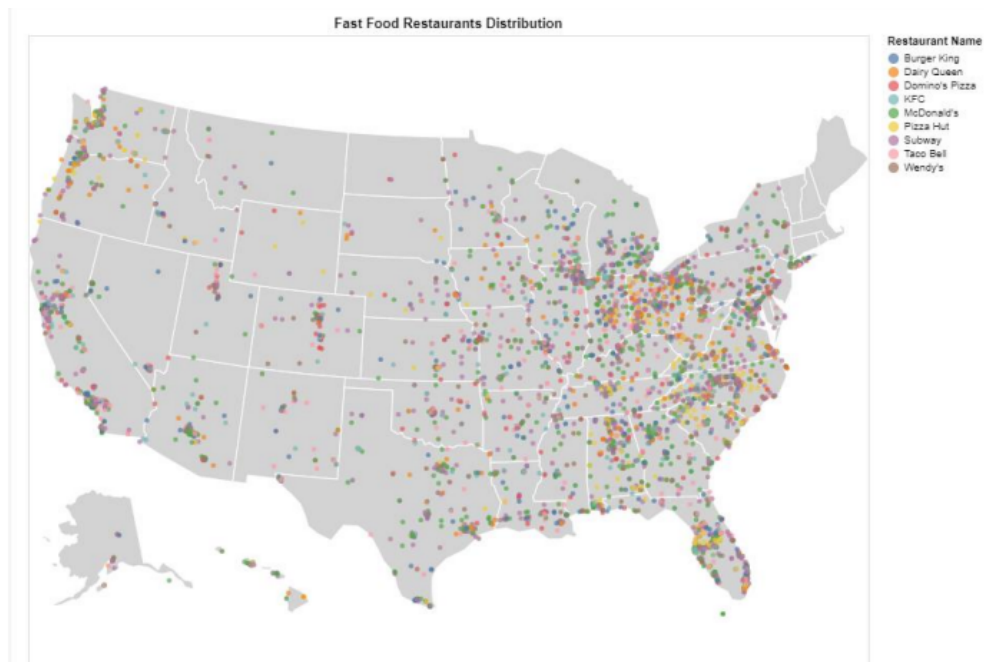 Fast Food Restaurants Distribution
Restaurant Name
Burger King
Dairy Queen
Domino's Pizza
KFC
McDonald's
Pizza Hut
Subway
Taco Bell
Wendy's